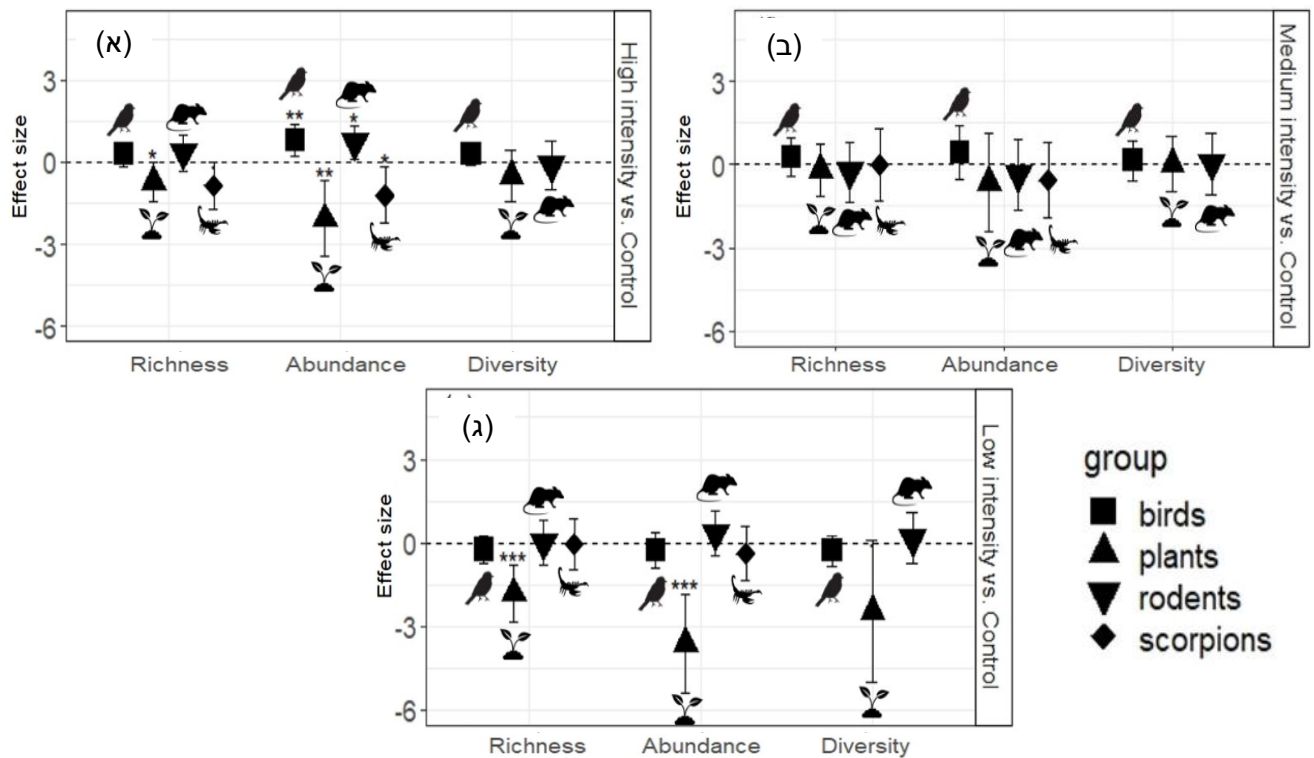 (א)
High intensity vs. Control
Effect size
3
0
-3
-6
**
*
*
**
*
Richness
Abundance
Diversity
(ב)
Medium intensity vs. Control
Effect size
3
0
-3
-6
Richness
Abundance
Diversity
(ג)
Low intensity vs. Control
Effect size
3
0
-3
-6
***
***
Richness
Abundance
Diversity
group
birds
plants
rodents
scorpions